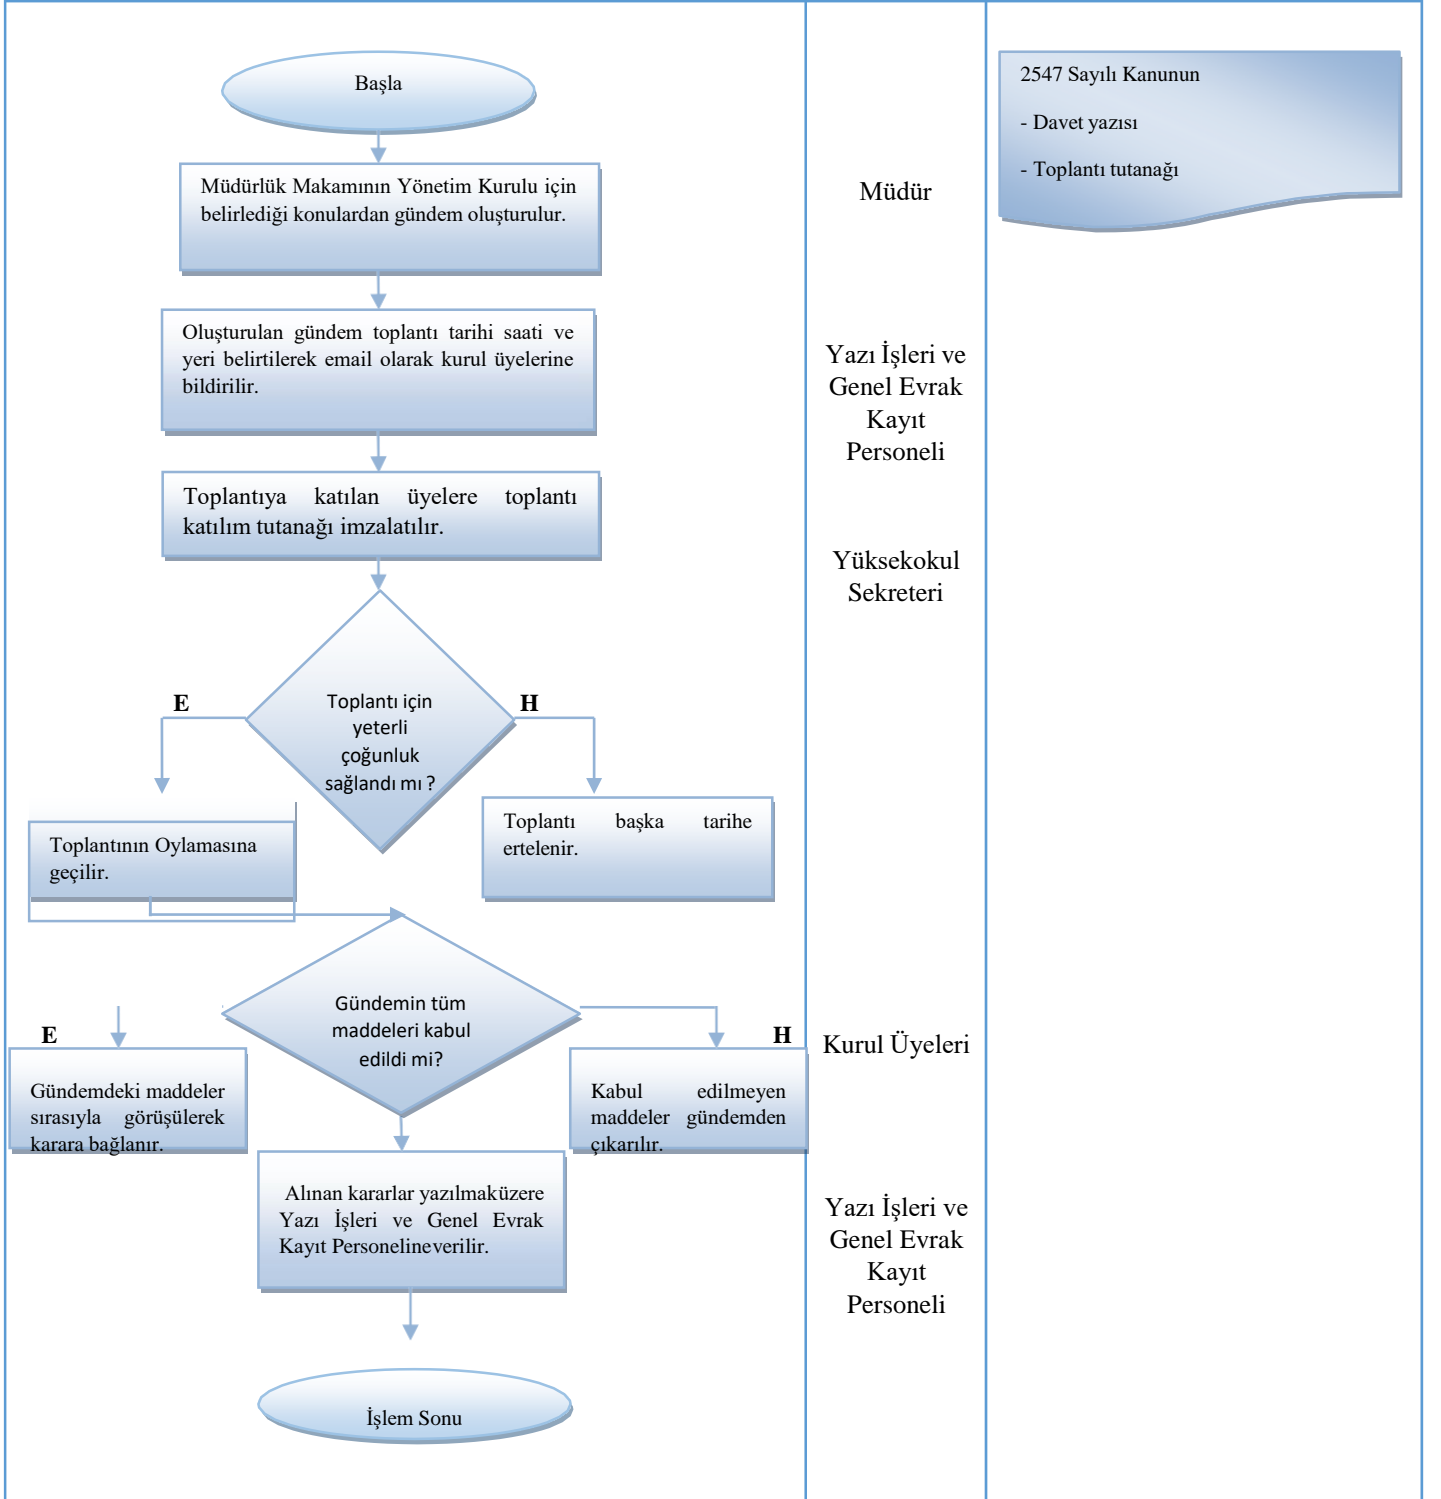 Başla
Müdürlük Makamının Yönetim Kurulu için
belirlediği konulardan gündem oluşturulur.
Müdür
2547 Sayılı Kanunun
- Davet yazısı
- Toplantı tutanağı
Oluşturulan gündem toplantı tarihi saati ve
yeri belirtilerek email olarak kurul üyelerine
bildirilir.
Yazı İşleri ve
Genel Evrak
Kayıt
Personeli
Toplantıya katılan üyelere toplantı
katılım tutanağı imzalatılır.
Yüksekokul
Sekreteri
E
H
Toplantı için
yeterli
çoğunluk
sağlandı mı ?
Toplantının Oylamasına
geçilir.
Toplantı başka tarihe
ertelenir.
Gündemin tüm
maddeleri kabul
edildi mi?
E
H
Kurul Üyeleri
Gündemdeki maddeler
sırasıyla görüşülerek
karara bağlanır.
Kabul edilmeyen
maddeler gündemden
çıkarılır.
Alınan kararlar yazılmaküzere
Yazı İşleri ve Genel Evrak
Kayıt Personelineverilir.
Yazı İşleri ve
Genel Evrak
Kayıt
Personeli
İşlem Sonu